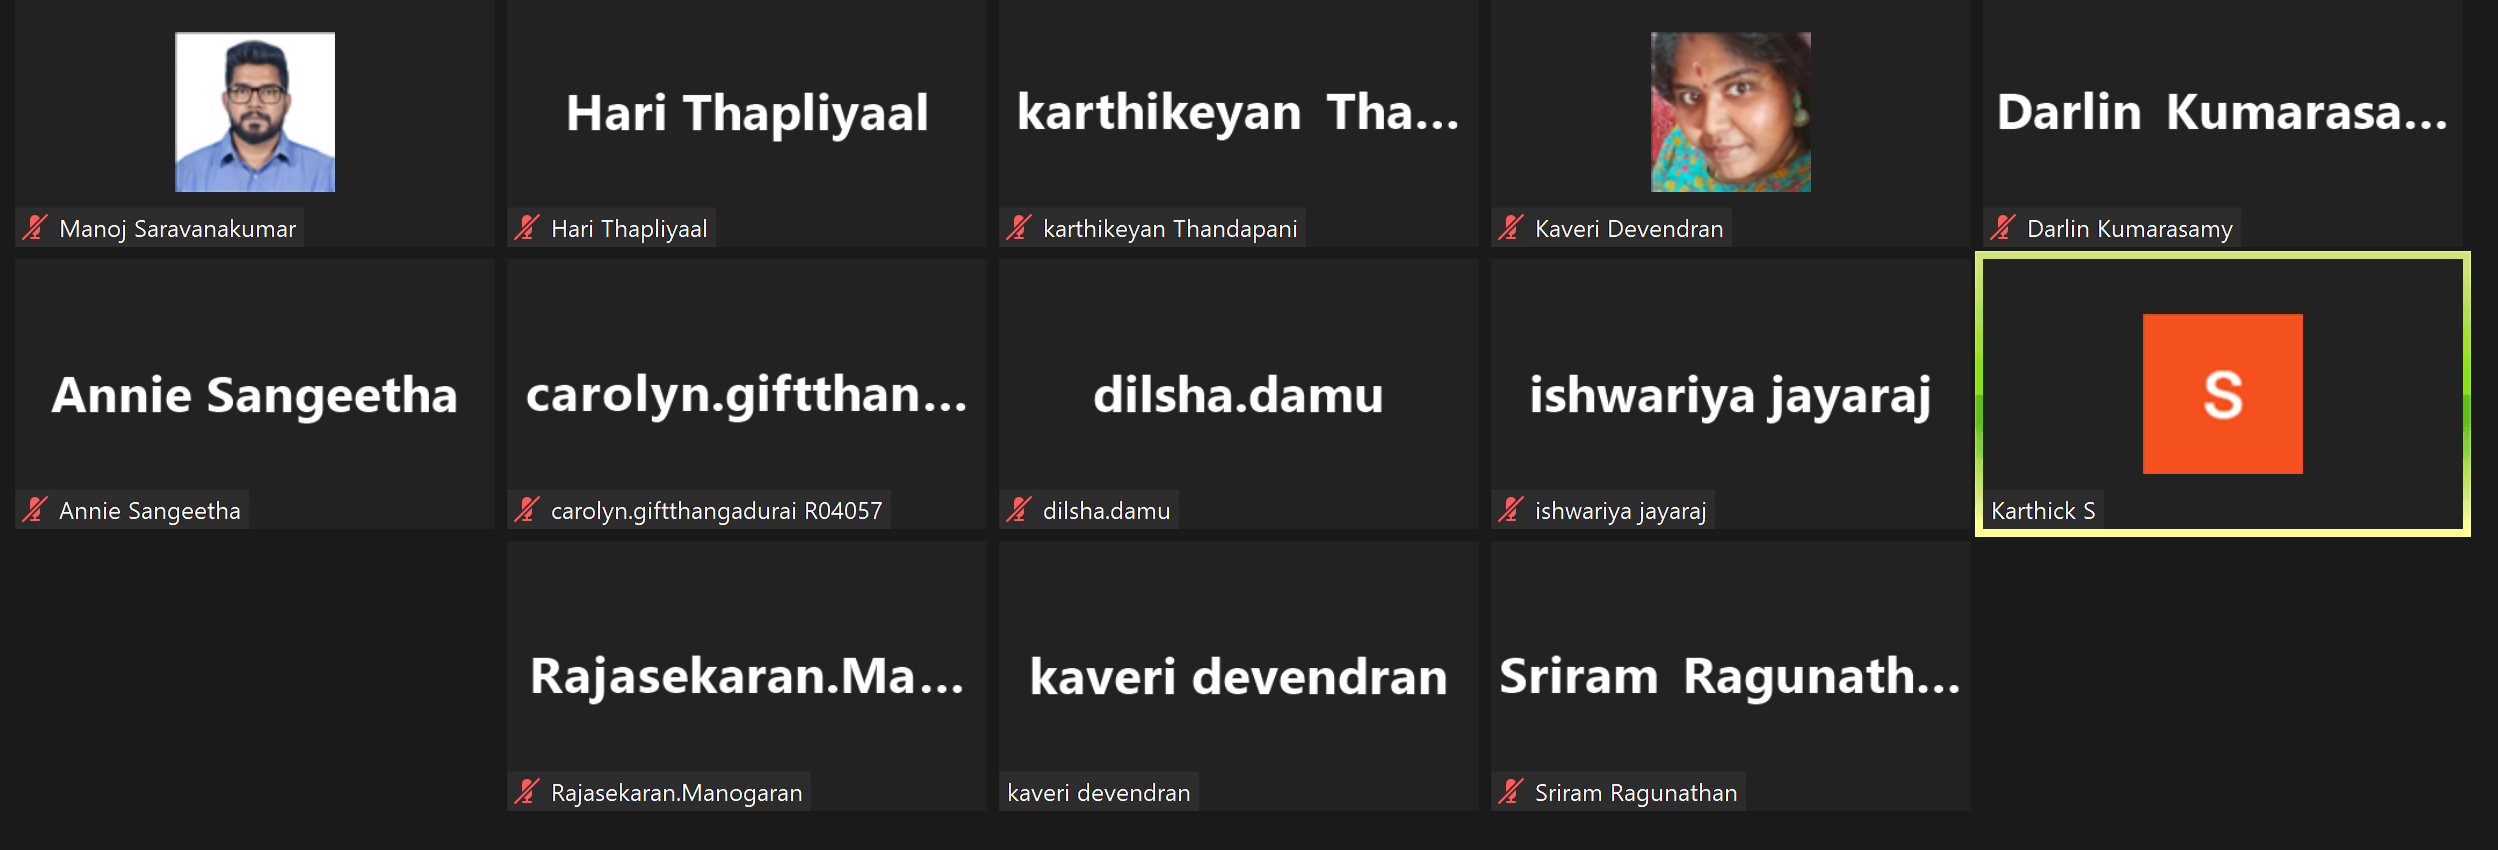 Hari Thapliyaal
karthikeyan Tha...
Darlin Kumarasa...
Manoj Saravanakumar
Hari Thapliyaal
karthikeyan Thandapani
Kaveri Devendran
Darlin Kumarasamy
Annie Sangeetha
carolyn.giftthan...
dilsha.damu
ishwariya jayaraj
S
Annie Sangeetha
carolyn.giftthangadurai R04057
dilsha.damu
ishwariya jayaraj
Karthick S
Rajasekaran.Ma...
kaveri devendran
Sriram Ragunath...
Rajasekaran.Manogaran
kaveri devendran
Sriram Ragunathan